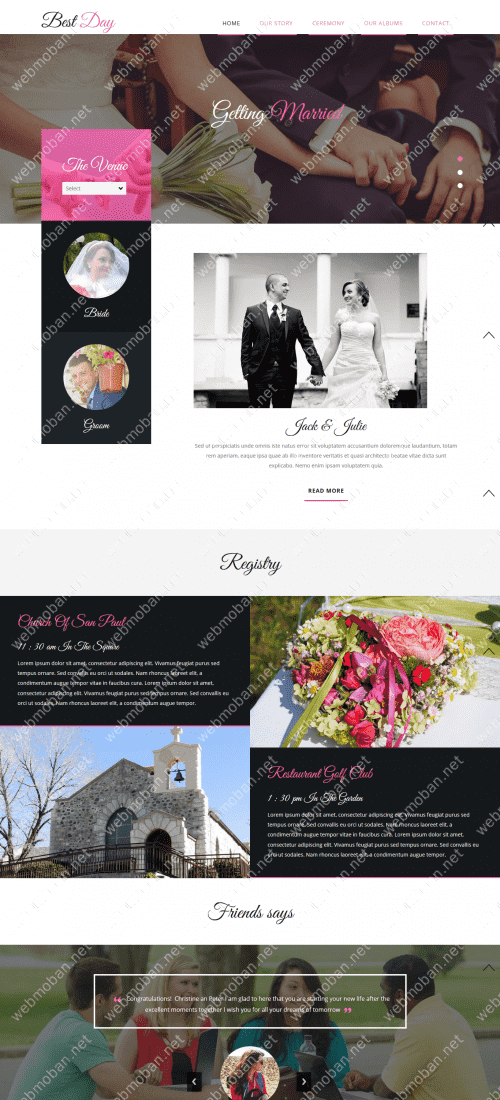 Best Day
HOME OUR STORY CEREMONY OUR ALBUMS CONTACT
Getting Married
The Venue
Select
Bride
Groom
Jack & Julie
Sed ut perspiciatis unde omnis iste natus error sit voluptatem accusantium doloremque laudantium, totam
rem aperiam, eaque ipsa quae ab illo inventore veritatis et quasi architecto beatae vitae dicta sunt
explicabo. Nemo enim ipsam voluptatem quia.
READ MORE
Registry
Church Of San Paul
11 : 30 am In The Square
Lorem ipsum dolor sit amet, consectetur adipiscing elit. Vivamus faucibus purus sed
tempus ornare. Sed convallis eu orci ut sodales. Nam rhoncus laoreet elit, a
condimentum augue tempor vitae in faucibus cura. Lorem ipsum dolor sit amet,
consectetur adipiscing elit. Vivamus purus sed tempus ornare. Sed convallis eu orci
ut sodales. Nam rhoncus laoreet, a condimentum augue tempor.
Restaurant Golf Club
1 : 30 pm In The Garden
Lorem ipsum dolor sit amet, consectetur adipiscing elit. Vivamus purus sed
tempus ornare. Sed convallis eu orci ut sodales. Nam rhoncus laoreet elit, a
condimentum augue tempor vitae in faucibus cura. Lorem ipsum dolor sit amet,
consectetur adipiscing elit. Vivamus purus sed tempus ornare. Sed convallis eu
orci ut sodales. Nam rhoncus laoreet, a condimentum augue tempor.
Friends says
Congratulations! Christine an Peter I am glad to here that you are starting your new life after the
excellent moments together I wish you for all your dreams of tomorrow
webmoban.net